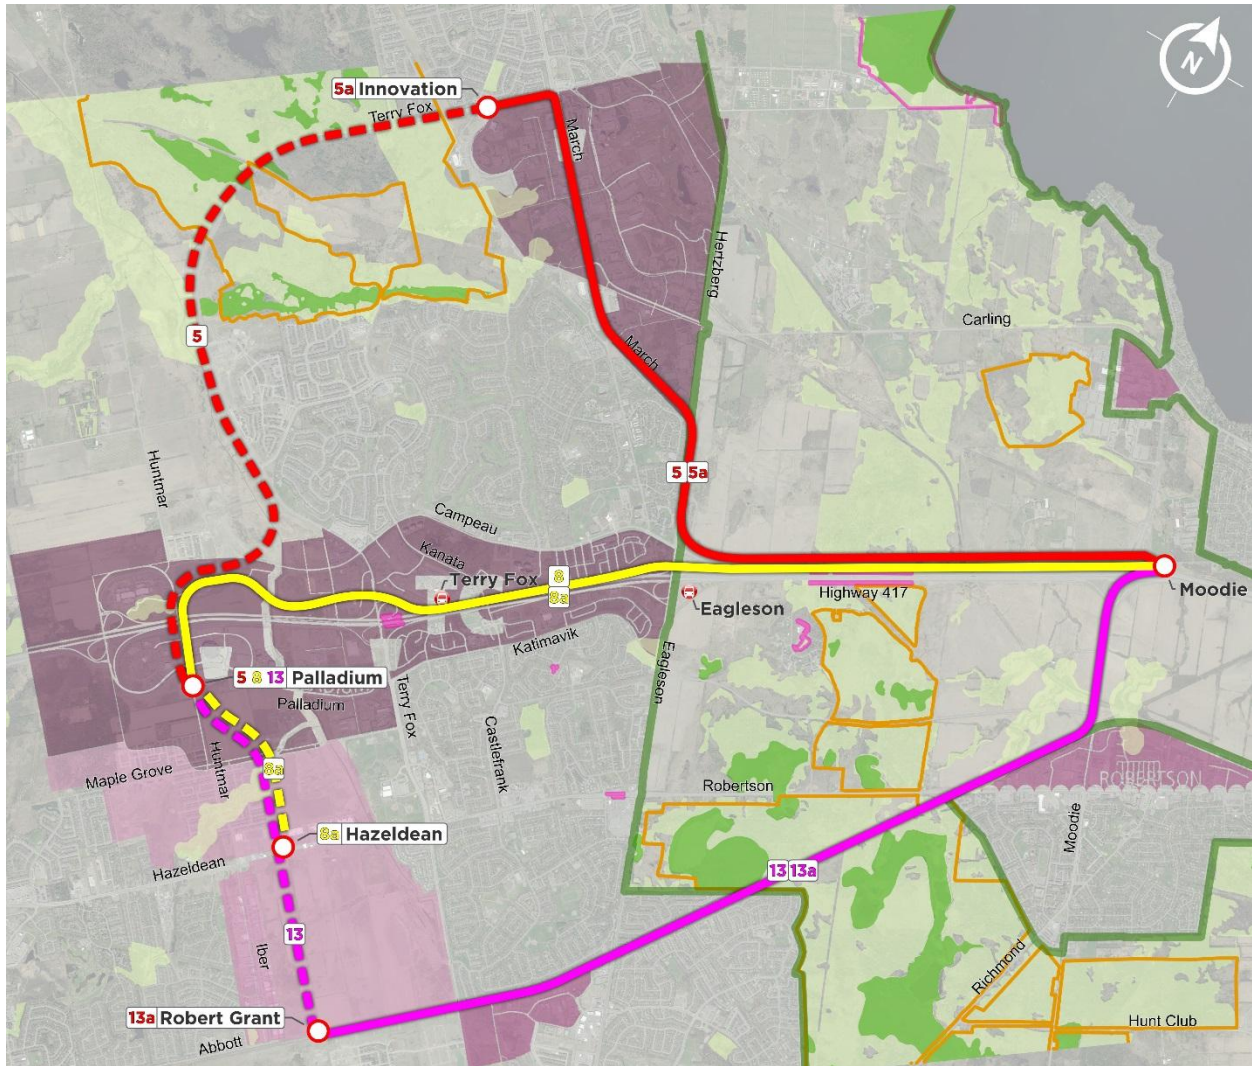 N
5a Innovation
Terry Fox
March
Hertzberg
Carling
5
March
Huntmar
5 5a
Campeau
Kanata
Terry Fox
8
8a
Eagleson
Highway 417
Moodie
Katimavik
Eagleson
5 8 13 Palladium
Palladium
Terry Fox
Castlefrank
Huntmar
Maple Grove
8a
ROBERTSON
Robertson
Moodie
8a Hazeldean
Hazeldean
13 13a
13
Iber
Richmond
13a Robert Grant
Abbott
Hunt Club